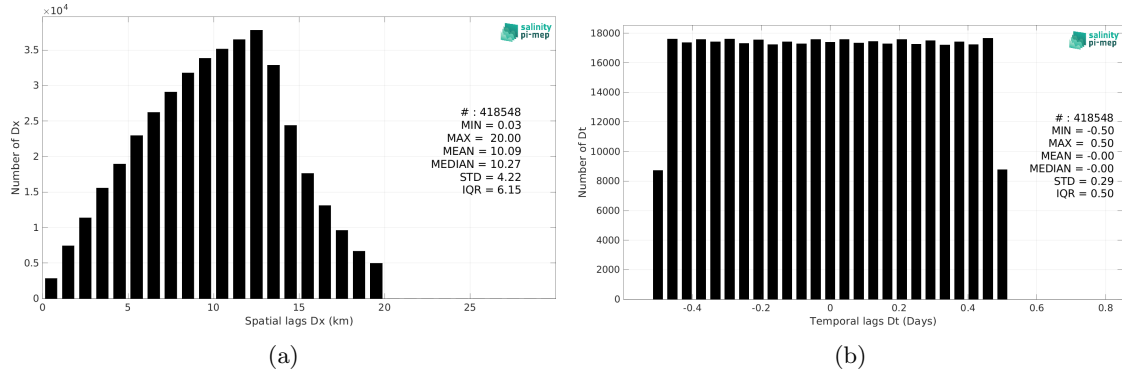 ×10⁴
4
3.5
3
2.5
2
1.5
1
0.5
0
0 5 10 15 20 25
Number of Dx
Spatial lags Dx (km)
salinity
pi-mep
# : 418548
MIN = 0.03
MAX = 20.00
MEAN = 10.09
MEDIAN = 10.27
STD = 4.22
IQR = 6.15
(a)
18000
16000
14000
12000
10000
8000
6000
4000
2000
0
-0.4 -0.2 0 0.2 0.4 0.6 0.8
Number of Dt
Temporal lags Dt (Days)
salinity
pi-mep
# : 418548
MIN = -0.50
MAX = 0.50
MEAN = -0.00
MEDIAN = -0.00
STD = 0.29
IQR = 0.50
(b)